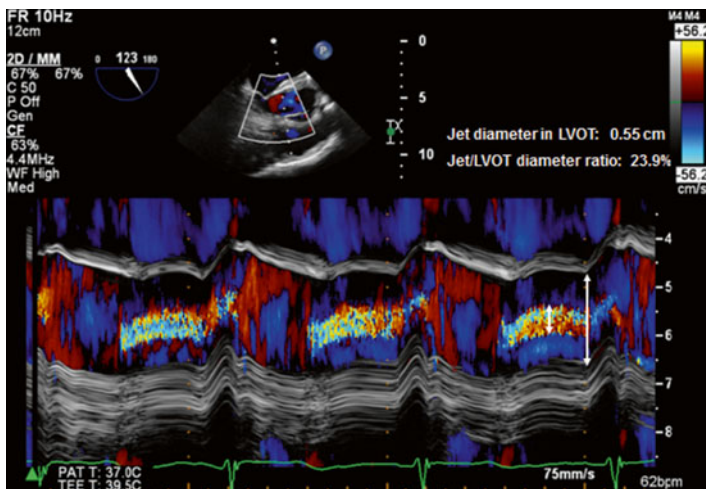 FR 10Hz
12cm
2D / MM
67% 67%
C 50
P Off
Gen
CF
63%
4.4MHz
WF High
Med
0 123 180
P
0
5
10
M4 M4
+56.2
-56.2
cm/s
Jet diameter in LVOT: 0.55 cm
Jet/LVOT diameter ratio: 23.9%
4
5
6
7
8
PAT T: 37.0C
TEE T: 39.5C
75mm/s
62bpm